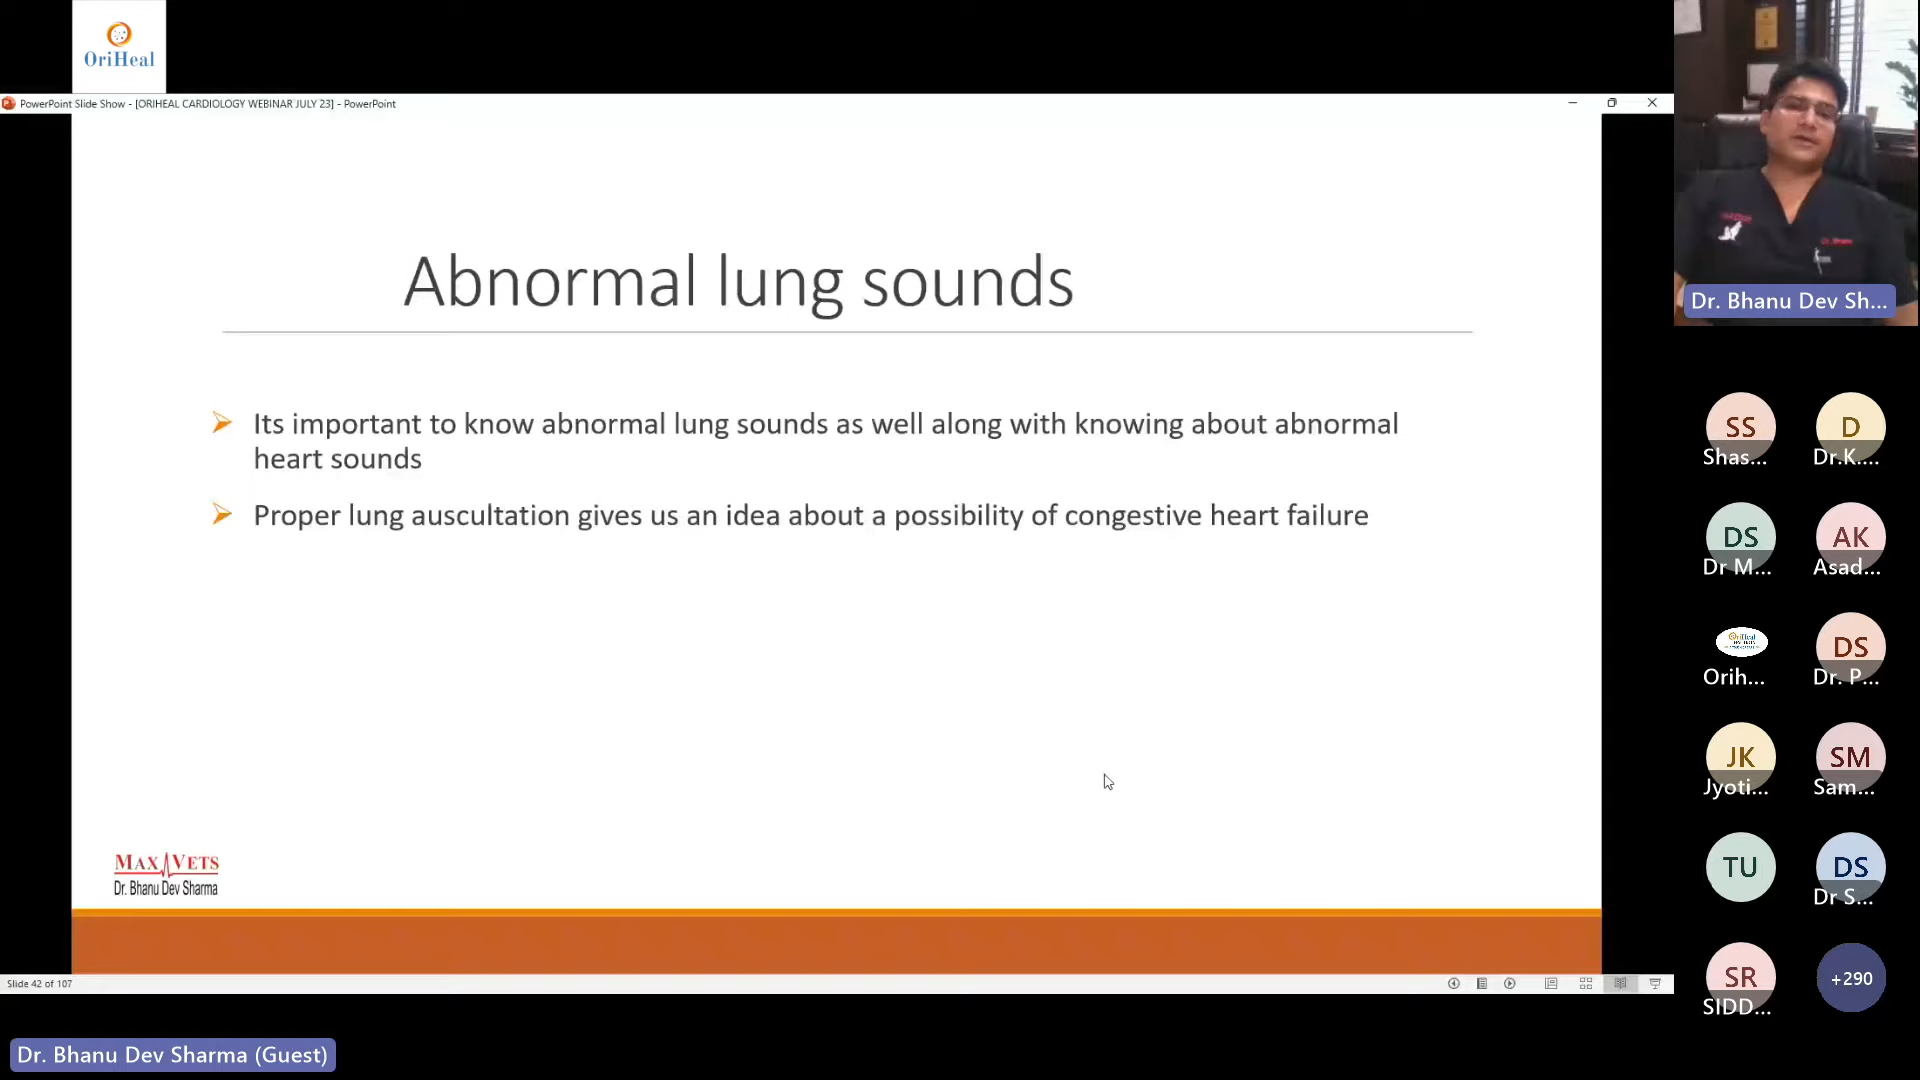 OriHeal
PowerPoint Slide Show - [ORIHEAL CARDIOLOGY WEBINAR JULY 23] - PowerPoint
Abnormal lung sounds
Its important to know abnormal lung sounds as well along with knowing about abnormal
heart sounds
Proper lung auscultation gives us an idea about a possibility of congestive heart failure
MAX VETS
Dr. Bhanu Dev Sharma
Slide 42 of 107
Dr. Bhanu Dev Sharma (Guest)
Dr. Bhanu Dev Sh...
SS
Shas...
D
Dr.K....
DS
Dr M...
AK
Asad...
OriHeal
Orih...
DS
Dr. P...
JK
Jyoti...
SM
Sam...
TU
DS
Dr S...
SR
SIDD...
+290